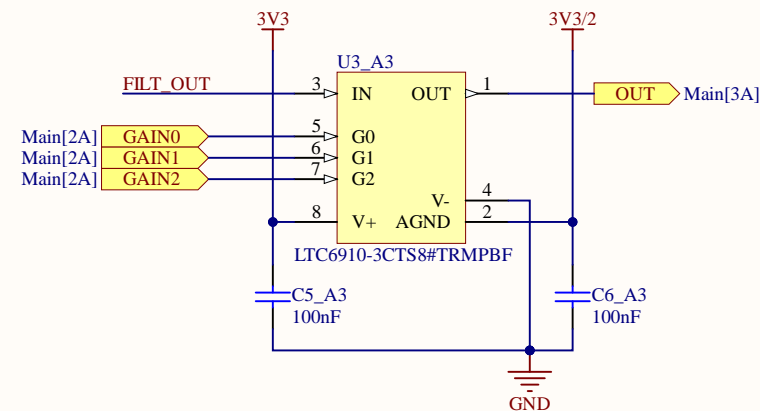 3V3 3V3/2
U3_A3
FILT_OUT 3 IN OUT 1 OUT Main[3A]
Main[2A] GAIN0 5 G0
Main[2A] GAIN1 6 G1
Main[2A] GAIN2 7 G2
V- 4
8 V+ AGND 2
LTC6910-3CTS8#TRMPBF
C5_A3 C6_A3
100nF 100nF
GND